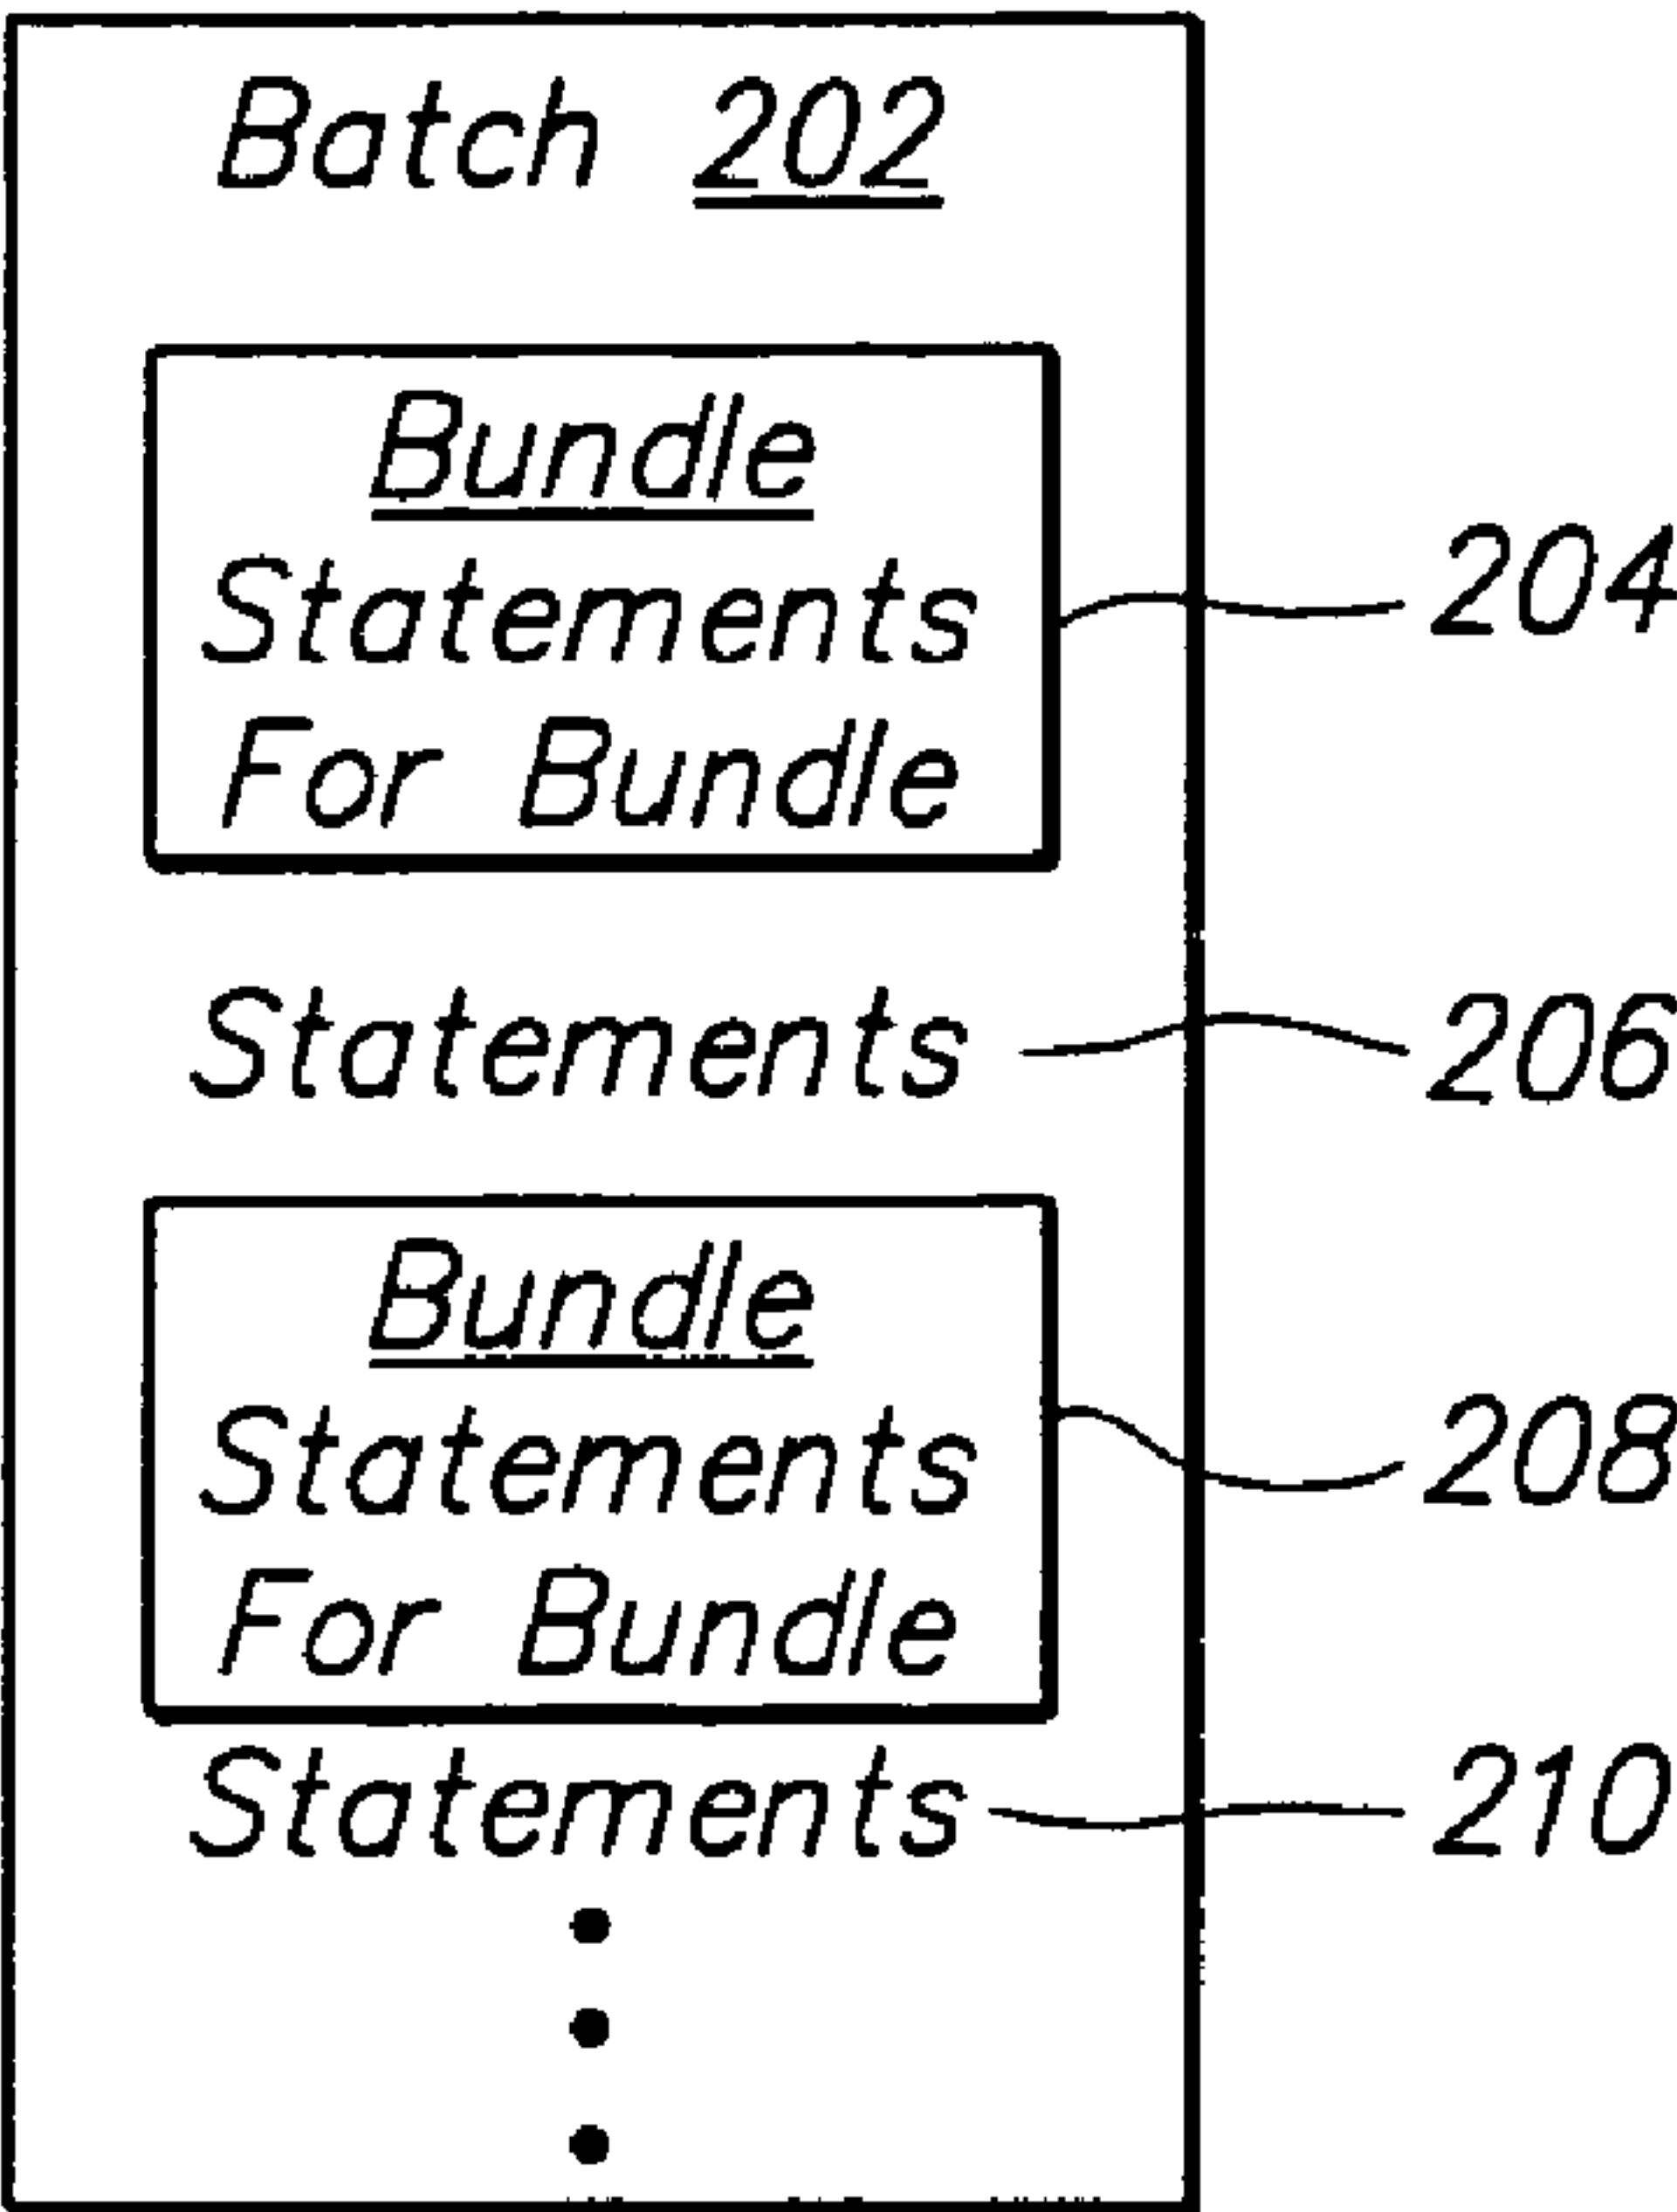 Batch 202
Bundle
Statements
For Bundle
204
Statements
206
Bundle
Statements
For Bundle
208
Statements
210